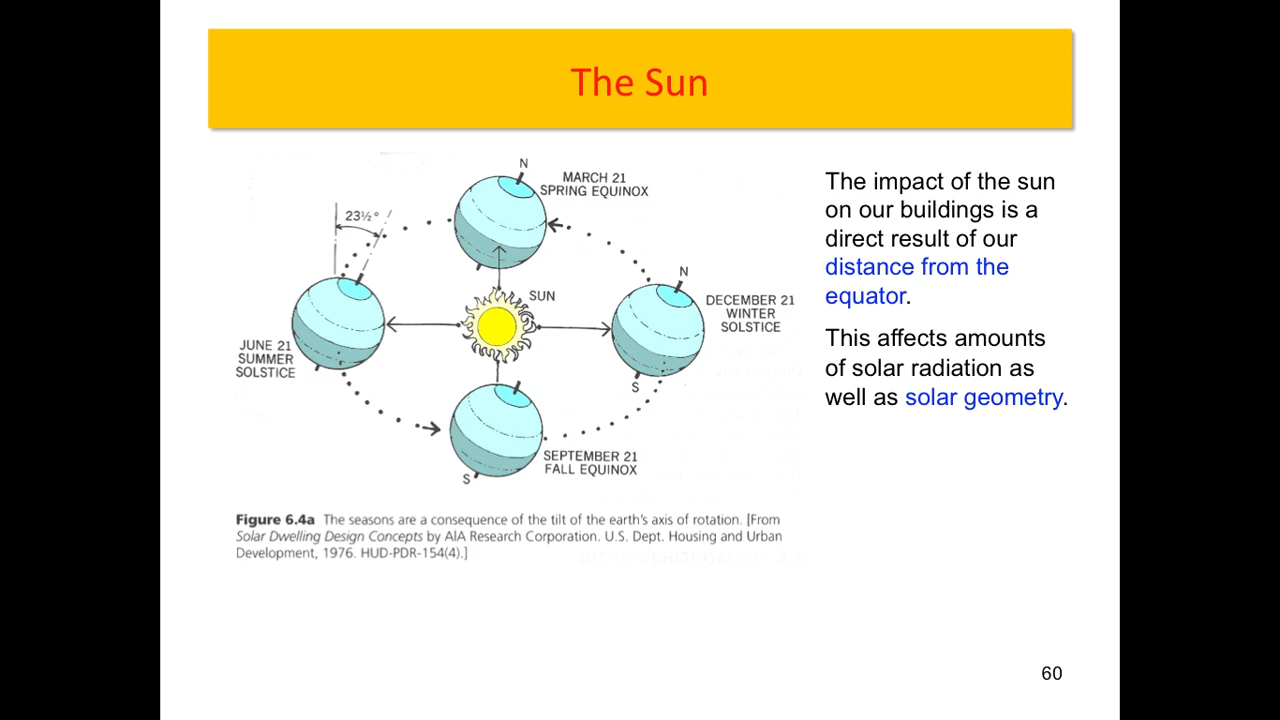 The Sun
N
MARCH 21
SPRING EQUINOX
23½°
N
SUN
DECEMBER 21
WINTER
SOLSTICE
JUNE 21
SUMMER
SOLSTICE
S
SEPTEMBER 21
FALL EQUINOX
S
Figure 6.4a The seasons are a consequence of the tilt of the earth's axis of rotation. [From
Solar Dwelling Design Concepts by AIA Research Corporation. U.S. Dept. Housing and Urban
Development, 1976. HUD-PDR-154(4).]
The impact of the sun
on our buildings is a
direct result of our
distance from the
equator.
This affects amounts
of solar radiation as
well as solar geometry.
60